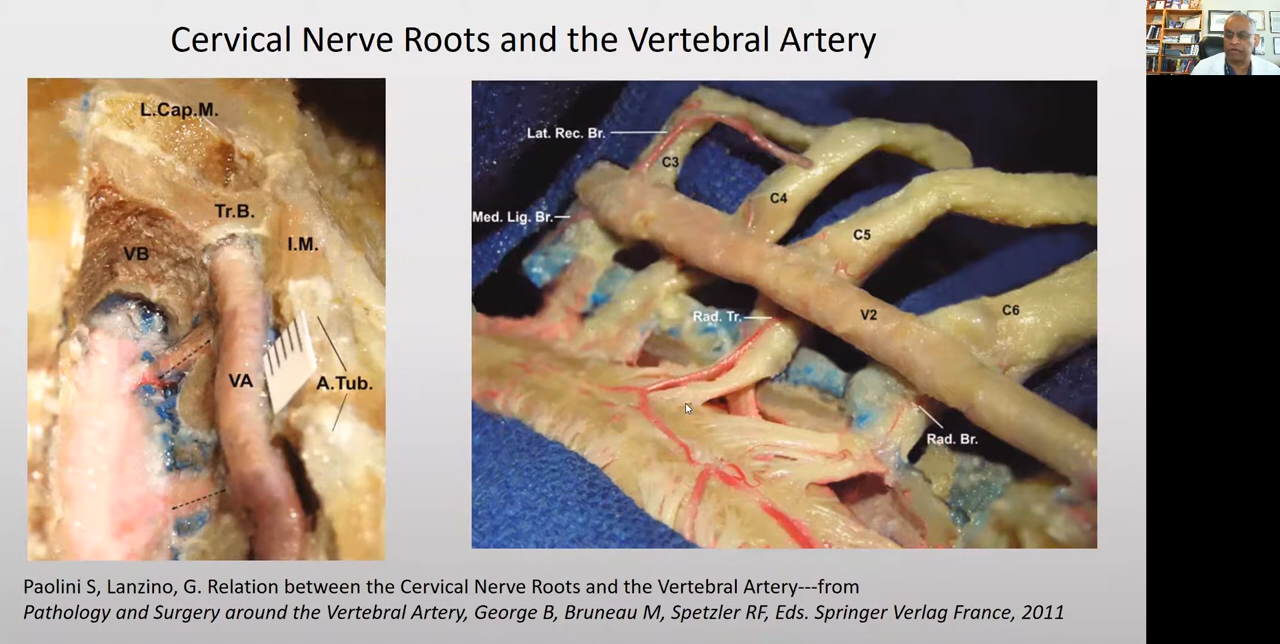 Cervical Nerve Roots and the Vertebral Artery
L.Cap.M.
Tr.B.
VB
I.M.
VA
A.Tub.
Lat. Rec. Br.
C3
C4
Med. Lig. Br.
C5
Rad. Tr.
V2
C6
Rad. Br.
Paolini S, Lanzino, G. Relation between the Cervical Nerve Roots and the Vertebral Artery---from
Pathology and Surgery around the Vertebral Artery, George B, Bruneau M, Spetzler RF, Eds. Springer Verlag France, 2011